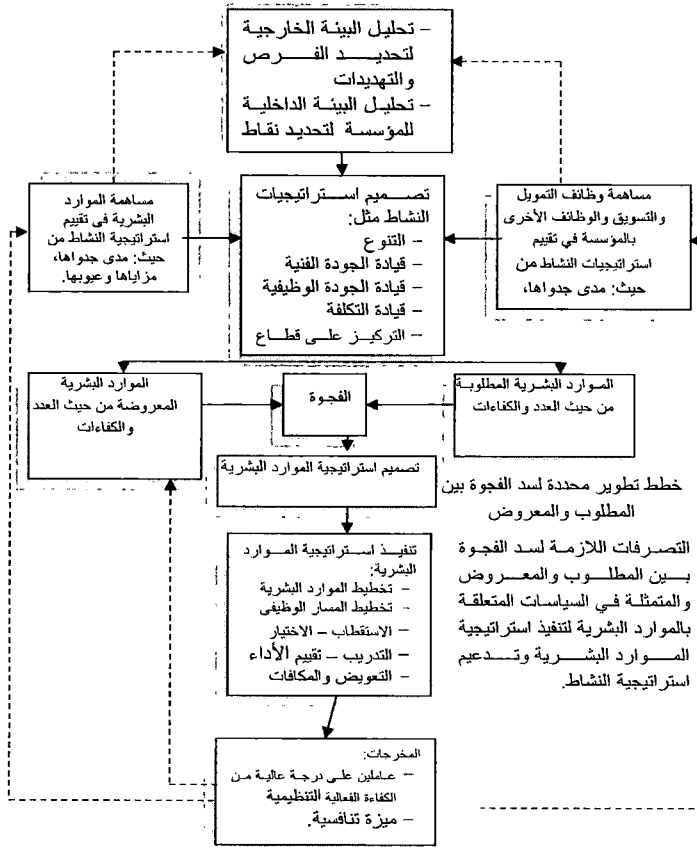 – تحليل البيئة الخارجية
لتحديد الفرص
والتهديدات
– تحليل البيئة الداخلية
للمؤسسة لتحديد نقاط
مساهمة الموارد
البشرية فى تقييم
استراتيجية النشاط من
حيث: مدى جدواها،
مزاياها وعيوبها.
تصميم استراتيجيات
النشاط مثل:
– التنوع
– قيادة الجودة الفنية
– قيادة الجودة الوظيفية
– قيادة التكلفة
– التركيز على قطاع
مساهمة وظائف التمويل
والتسويق والوظائف الأخرى
بالمؤسسة في تقييم
استراتيجيات النشاط من
حيث: مدى جدواها،
الموارد البشرية المطلوبة
من حيث العدد والكفاءات
الفجوة
الموارد البشرية
المعروضة من حيث العدد
والكفاءات
تصميم استراتيجية الموارد البشرية
خطط تطوير محددة لسد الفجوة بين
المطلوب والمعروض
تنفيذ استراتيجية الموارد
البشرية:
– تخطيط الموارد البشرية
– تخطيط المسار الوظيفى
– الاستقطاب – الاختيار
– التدريب – تقييم الأداء
– التعويض والمكافات
التصرفات اللازمة لسد الفجوة
بين المطلوب والمعروض
والمتمثلة في السياسات المتعلقة
بالموارد البشرية لتنفيذ استراتيجية
الموارد البشرية وتدعيم
استراتيجية النشاط.
المخرجات:
– عاملين على درجة عالية من
الكفاءة الفعالية التنظيمية
– ميزة تنافسية.